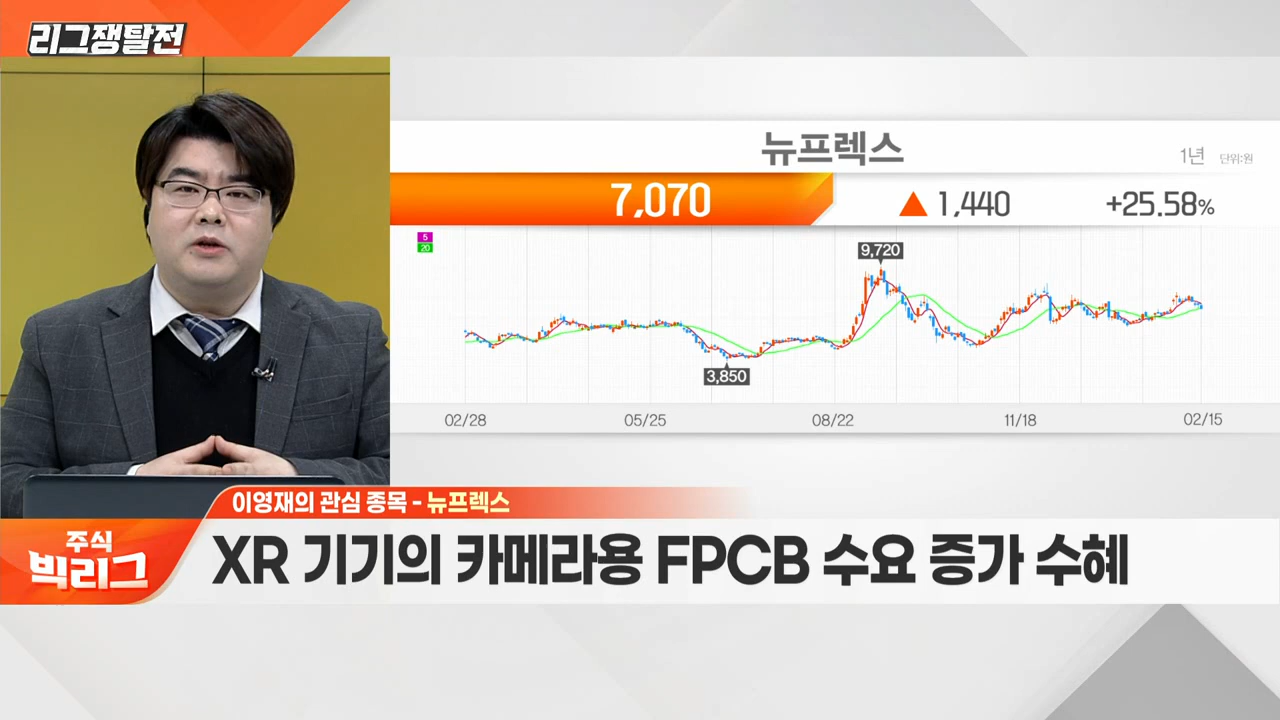 리그쟁탈전
뉴프렉스
1년 단위:원
7,070 ▲ 1,440 +25.58%
5
20
9,720
3,850
02/28 05/25 08/22 11/18 02/15
이영재의 관심 종목 - 뉴프렉스
주식
빅리그
XR 기기의 카메라용 FPCB 수요 증가 수혜